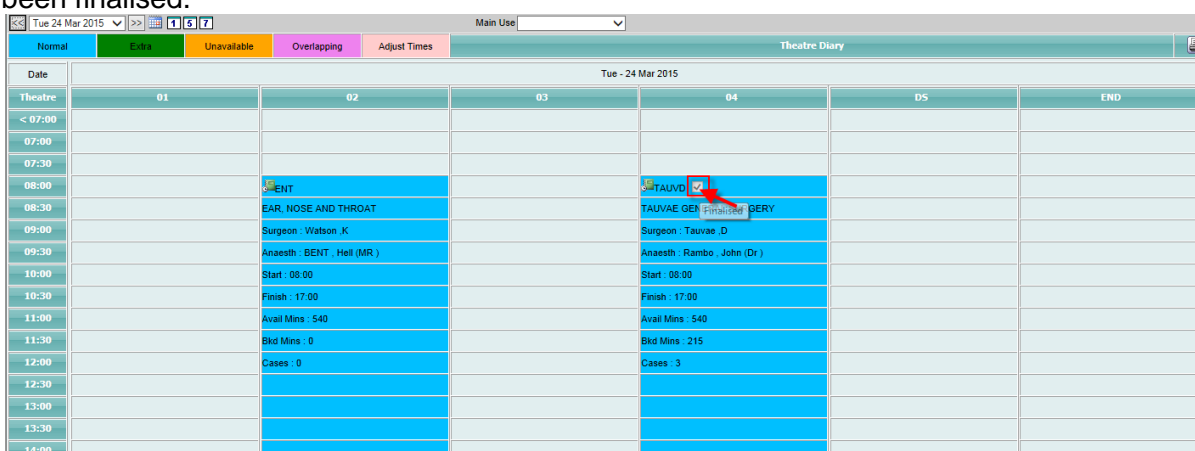 been finalised.
<< Tue 24 Mar 2015 >> 1 5 7 Main Use
Normal Extra Unavailable Overlapping Adjust Times Theatre Diary
Date Tue - 24 Mar 2015
Theatre 01 02 03 04 DS END
< 07:00
07:00
07:30
08:00 ENT TAUVD
08:30 EAR, NOSE AND THROAT TAUVAE GEN Finalised GERY
09:00 Surgeon : Watson ,K Surgeon : Tauvae ,D
09:30 Anaesth : BENT , Hell (MR ) Anaesth : Rambo , John (Dr )
10:00 Start : 08:00 Start : 08:00
10:30 Finish : 17:00 Finish : 17:00
11:00 Avail Mins : 540 Avail Mins : 540
11:30 Bkd Mins : 0 Bkd Mins : 215
12:00 Cases : 0 Cases : 3
12:30
13:00
13:30
14:00